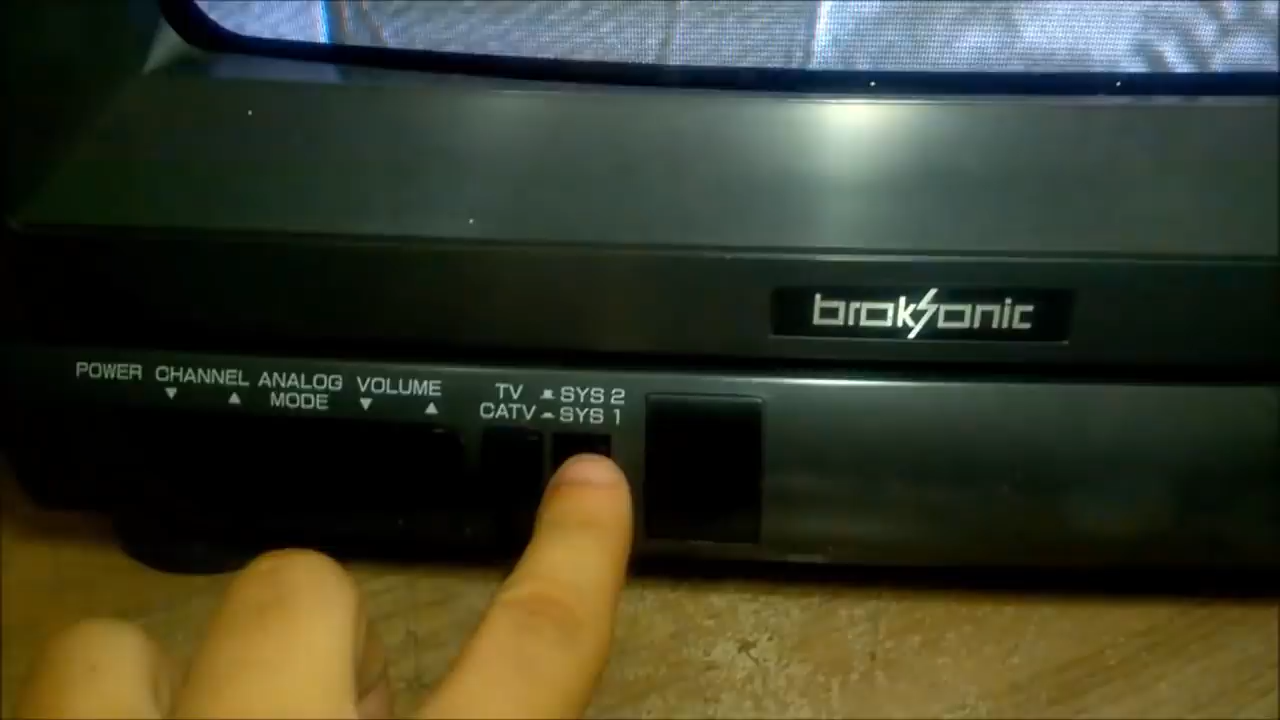 broksonic
POWER CHANNEL ANALOG MODE VOLUME
▼ ▲ ▼ ▲
TV SYS 2
CATV SYS 1